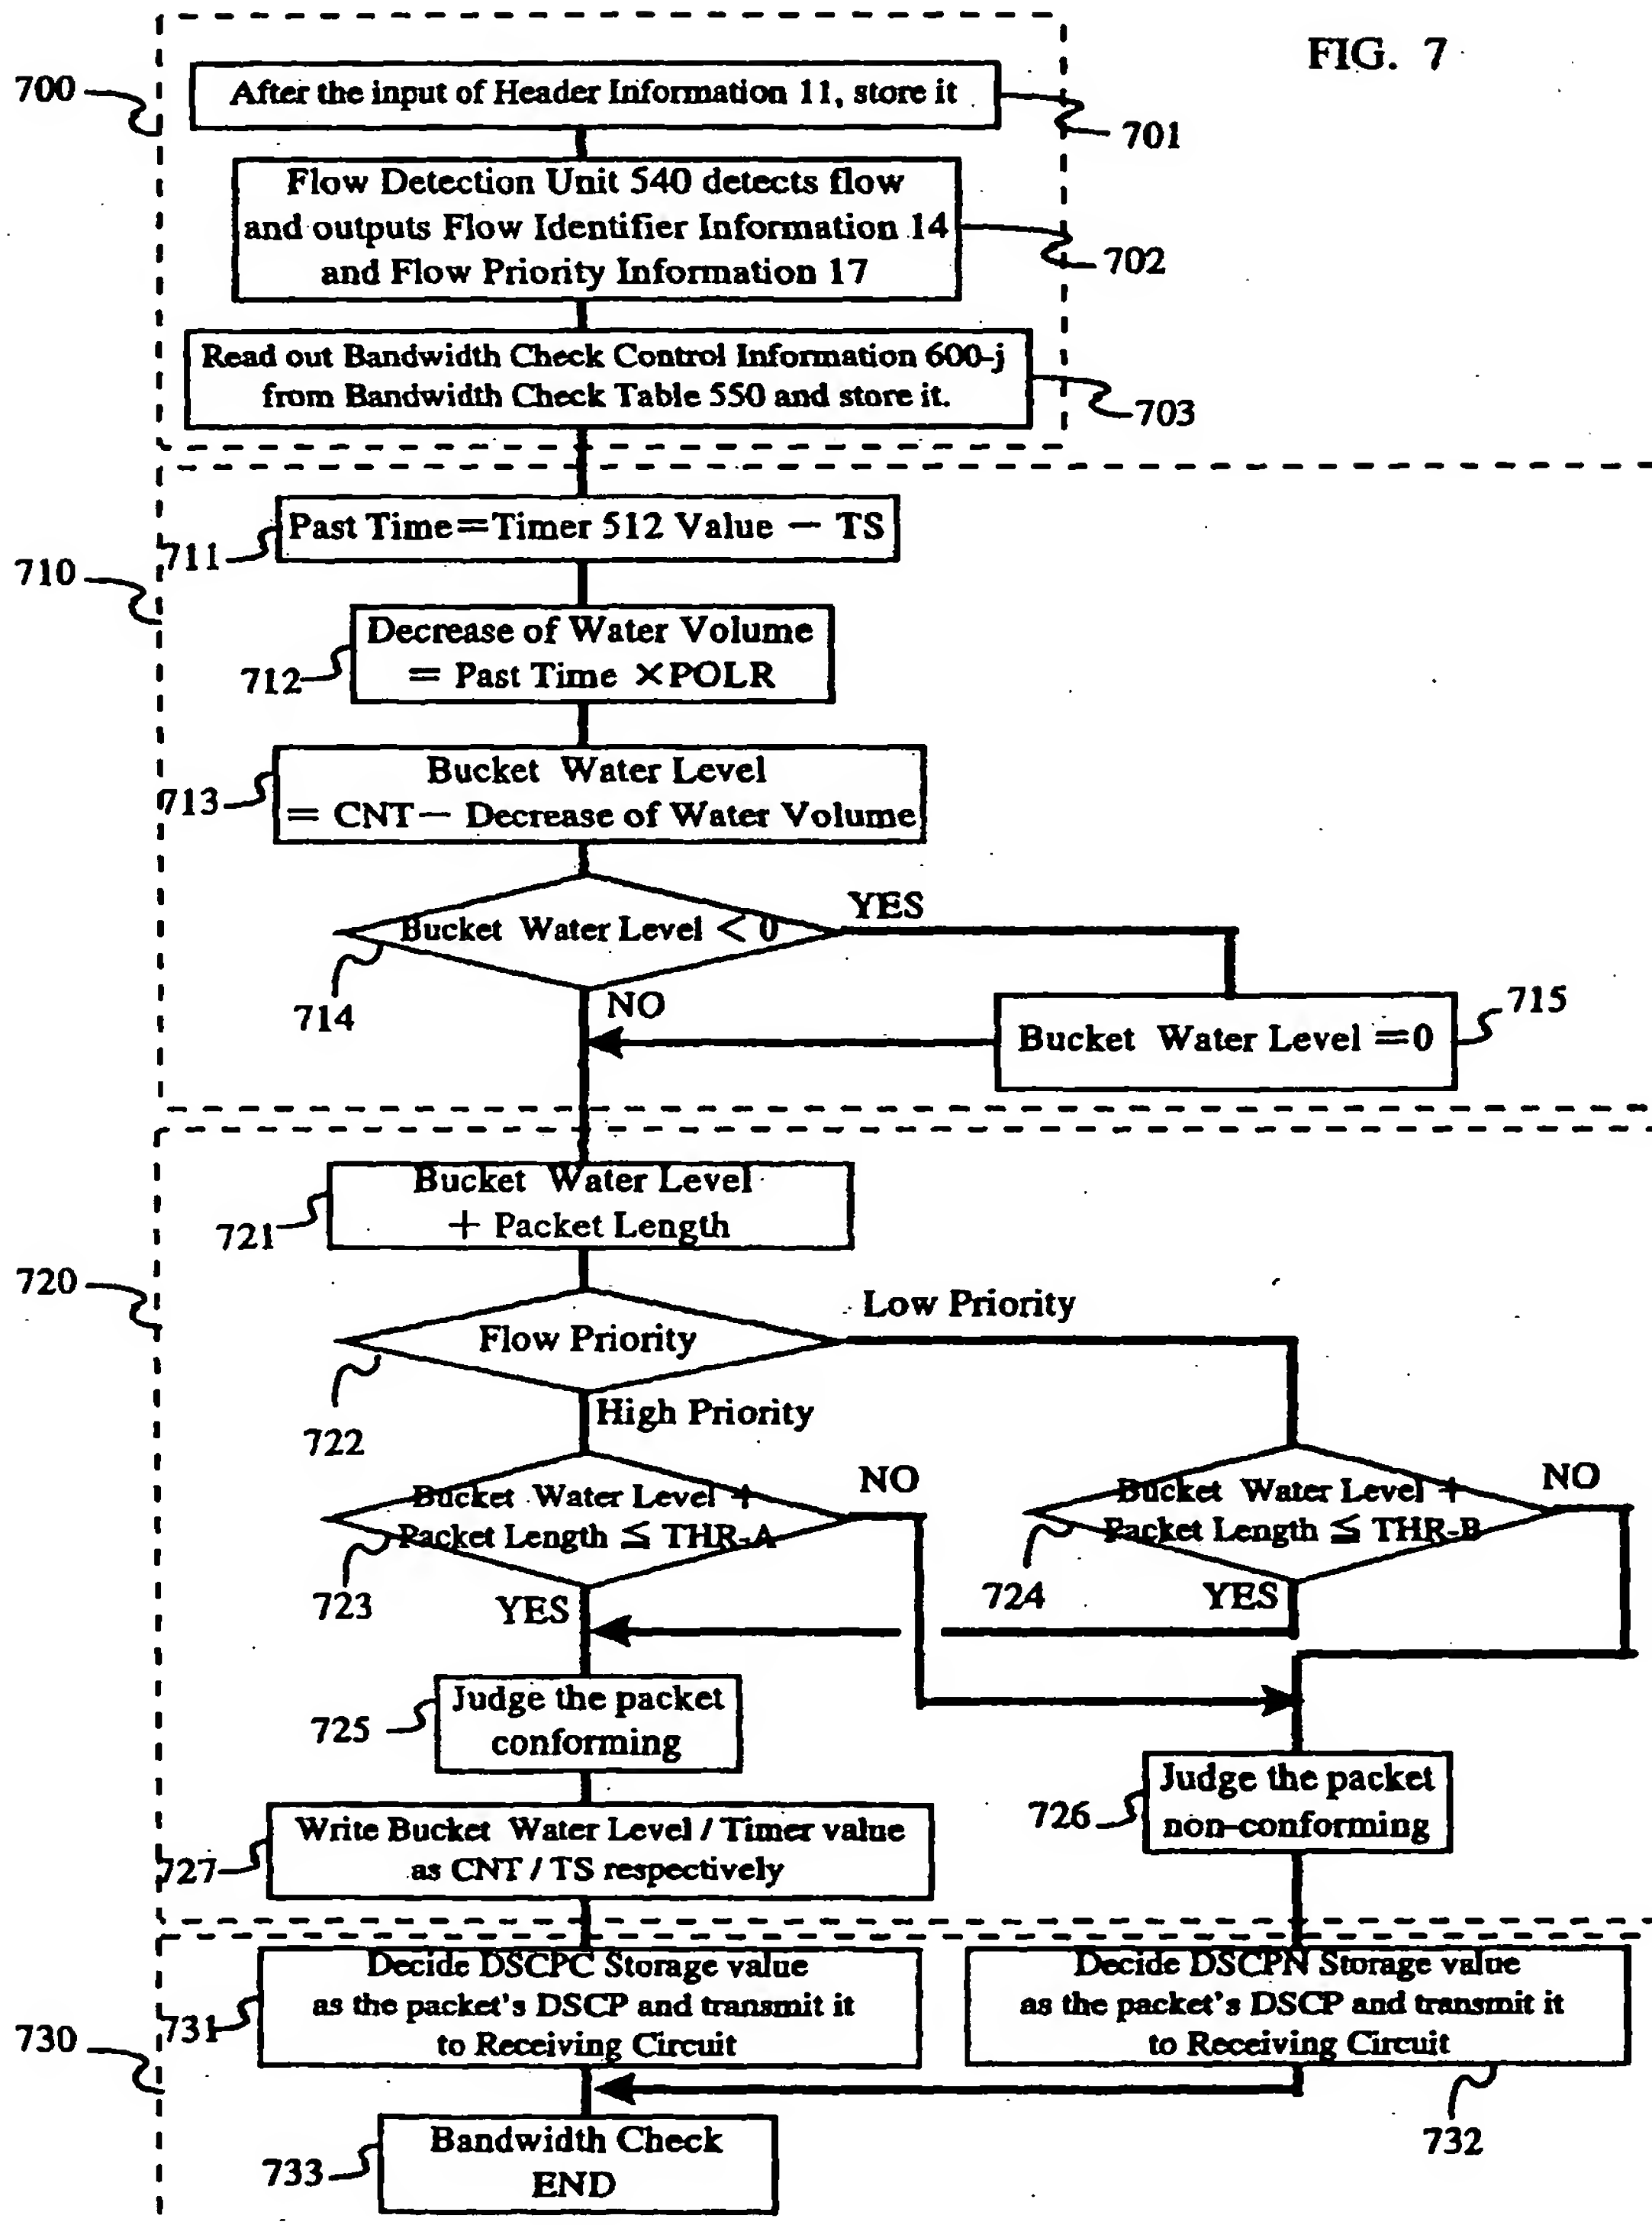 FIG. 7
700
After the input of Header Information 11, store it
701
Flow Detection Unit 540 detects flow
and outputs Flow Identifier Information 14
and Flow Priority Information 17
702
Read out Bandwidth Check Control Information 600-j
from Bandwidth Check Table 550 and store it.
703
710
711
Past Time=Timer 512 Value − TS
712
Decrease of Water Volume
= Past Time ×POLR
713
Bucket Water Level
= CNT− Decrease of Water Volume
Bucket Water Level < 0
YES
714
NO
715
Bucket Water Level =0
720
721
Bucket Water Level
+ Packet Length
Flow Priority
Low Priority
722
High Priority
Bucket Water Level +
Packet Length ≦ THR-A
NO
723
YES
Bucket Water Level +
Packet Length ≦ THR-B
NO
724
YES
725
Judge the packet
conforming
726
Judge the packet
non-conforming
727
Write Bucket Water Level / Timer value
as CNT / TS respectively
730
731
Decide DSCPC Storage value
as the packet's DSCP and transmit it
to Receiving Circuit
Decide DSCPN Storage value
as the packet's DSCP and transmit it
to Receiving Circuit
732
733
Bandwidth Check
END